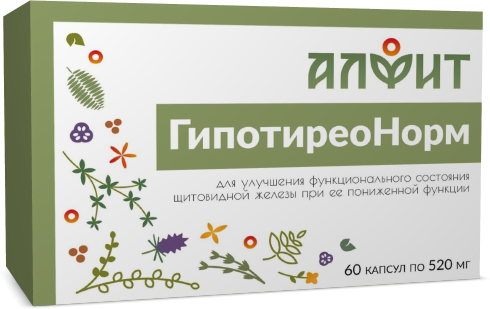 АЛФИТ
ГипотиреоНорм
для улучшения функционального состояния
щитовидной железы при ее пониженной функции
60 КАПСУЛ ПО 520 МГ